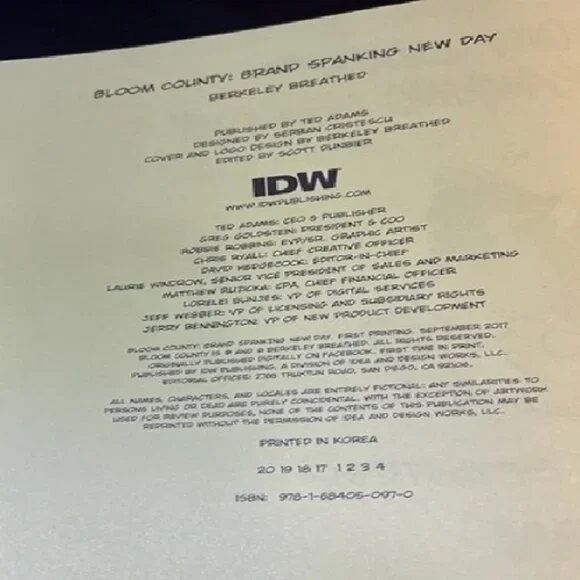 BLOOM COUNTY: BRAND SPANKING NEW DAY
BERKELEY BREATHED
PUBLISHED BY TED ADAMS
DESIGNED BY SERBAN CRISTESCU
COVER AND LOGO DESIGN BY BERKELEY BREATHED
EDITED BY SCOTT DUNBIER
IDW
WWW.IDWPUBLISHING.COM
TED ADAMS: CEO & PUBLISHER
GREG GOLDSTEIN: PRESIDENT & COO
ROBBIE ROBBINS: EVP/SR. GRAPHIC ARTIST
CHRIS RYALL: CHIEF CREATIVE OFFICER
DAVID HEDGECOCK: EDITOR-IN-CHIEF
LAURIE WINDROW, SENIOR VICE PRESIDENT OF SALES AND MARKETING
MATTHEW RUZICKA: CPA, CHIEF FINANCIAL OFFICER
LORELEI BUNJES: VP OF DIGITAL SERVICES
JEFF WEBBER: VP OF LICENSING AND SUBSIDIARY RIGHTS
JERRY BENNINGTON: VP OF NEW PRODUCT DEVELOPMENT
BLOOM COUNTY: BRAND SPANKING NEW DAY. FIRST PRINTING. SEPTEMBER 2017
BLOOM COUNTY IS ® AND © BERKELEY BREATHED. ALL RIGHTS RESERVED.
ORIGINALLY PUBLISHED DIGITALLY ON FACEBOOK. FIRST TIME IN PRINT.
PUBLISHED BY IDW PUBLISHING, A DIVISION OF IDEA AND DESIGN WORKS, LLC.
EDITORIAL OFFICES: 2765 TRUXTUN ROAD, SAN DIEGO, CA 92106.
ALL NAMES, CHARACTERS, AND LOCALES ARE ENTIRELY FICTIONAL; ANY SIMILARITIES TO
PERSONS LIVING OR DEAD ARE PURELY COINCIDENTAL. WITH THE EXCEPTION OF ARTWORK
USED FOR REVIEW PURPOSES, NONE OF THE CONTENTS OF THIS PUBLICATION MAY BE
REPRINTED WITHOUT THE PERMISSION OF IDEA AND DESIGN WORKS, LLC.
PRINTED IN KOREA
20 19 18 17 1 2 3 4
ISBN: 978-1-68405-097-0